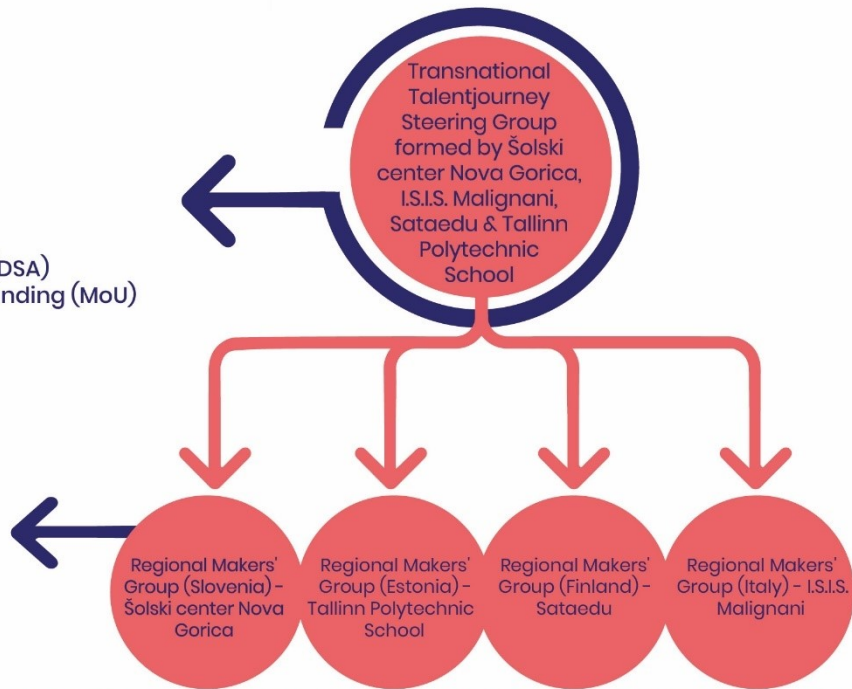 Transnational
Talentjourney
Steering Group
formed by Šolski
center Nova Gorica,
I.S.I.S. Malignani,
Sataedu & Tallinn
Polytechnic
School
DSA)
nding (MoU)
Regional Makers'
Group (Slovenia) -
Šolski center Nova
Gorica
Regional Makers'
Group (Estonia) -
Tallinn Polytechnic
School
Regional Makers'
Group (Finland) -
Sataedu
Regional Makers'
Group (Italy) - I.S.I.S.
Malignani